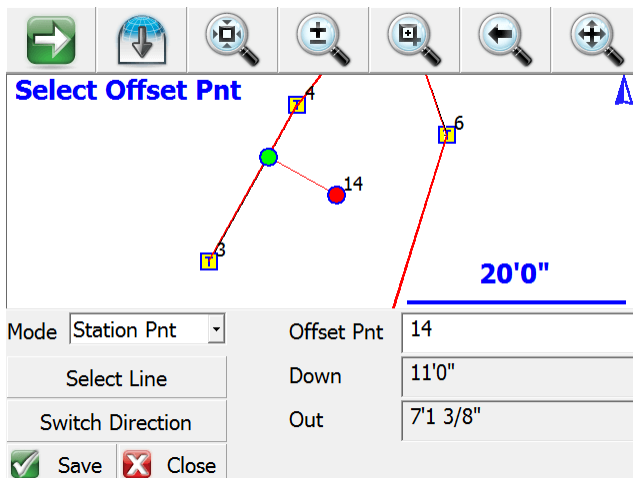 Select Offset Pnt
4
6
14
3
20'0"
Mode Station Pnt
Offset Pnt 14
Select Line
Down 11'0"
Switch Direction
Out 7'1 3/8"
Save Close